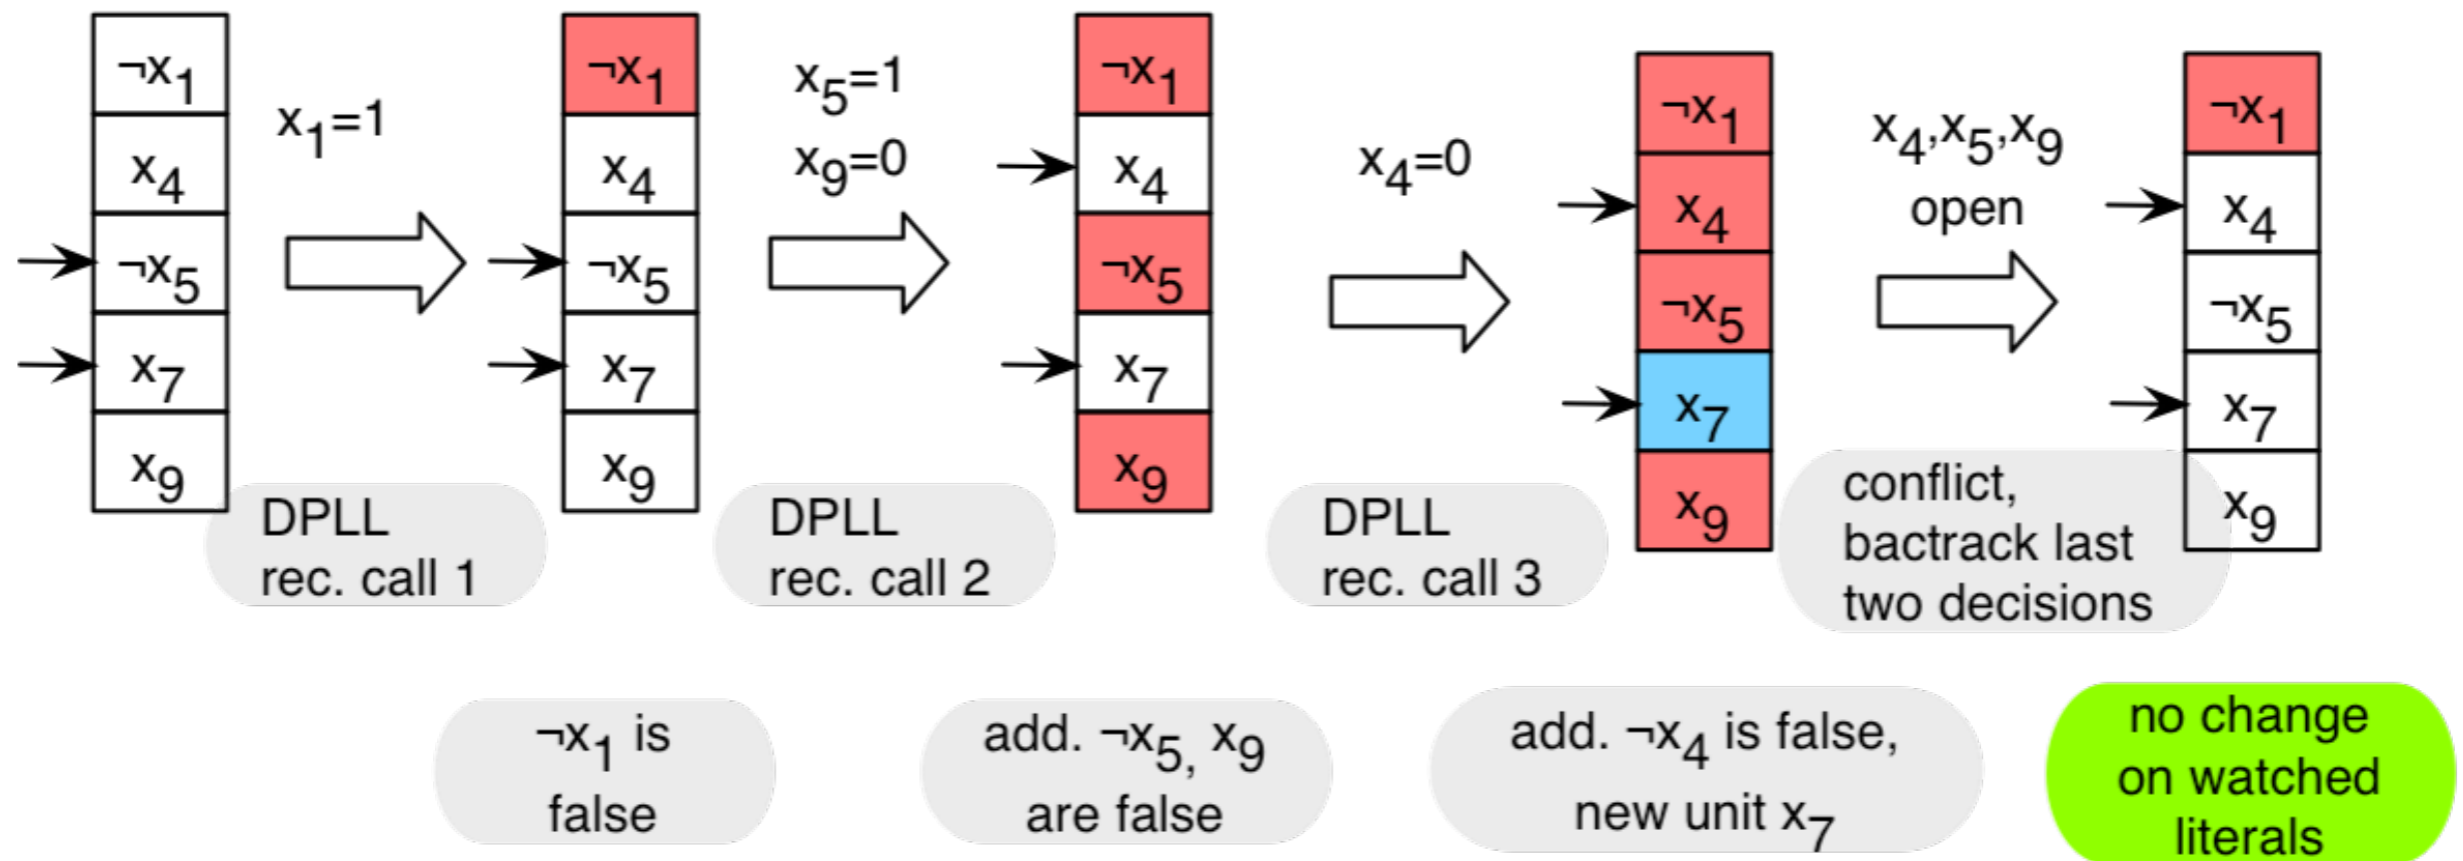 ¬x₁
x₄
¬x₅
x₇
x₉
x₁=1
DPLL
rec. call 1
¬x₁
x₄
¬x₅
x₇
x₉
x₅=1
x₉=0
DPLL
rec. call 2
¬x₁
x₄
¬x₅
x₇
x₉
x₄=0
DPLL
rec. call 3
¬x₁
x₄
¬x₅
x₇
x₉
x₄,x₅,x₉
open
conflict,
bactrack last
two decisions
¬x₁
x₄
¬x₅
x₇
x₉
¬x₁ is
false
add. ¬x₅, x₉
are false
add. ¬x₄ is false,
new unit x₇
no change
on watched
literals